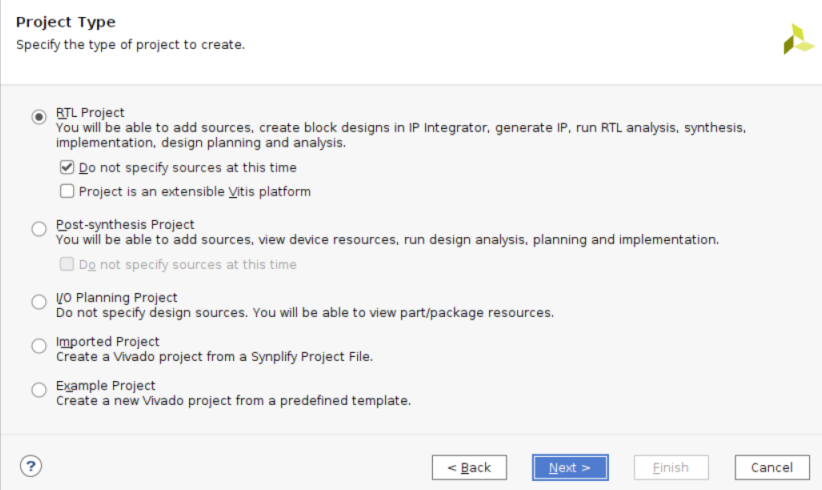 Project Type
Specify the type of project to create.
RTL Project
You will be able to add sources, create block designs in IP Integrator, generate IP, run RTL analysis, synthesis,
implementation, design planning and analysis.
Do not specify sources at this time
Project is an extensible Vitis platform
Post-synthesis Project
You will be able to add sources, view device resources, run design analysis, planning and implementation.
Do not specify sources at this time
I/O Planning Project
Do not specify design sources. You will be able to view part/package resources.
Imported Project
Create a Vivado project from a Synplify Project File.
Example Project
Create a new Vivado project from a predefined template.
? < Back Next > Finish Cancel